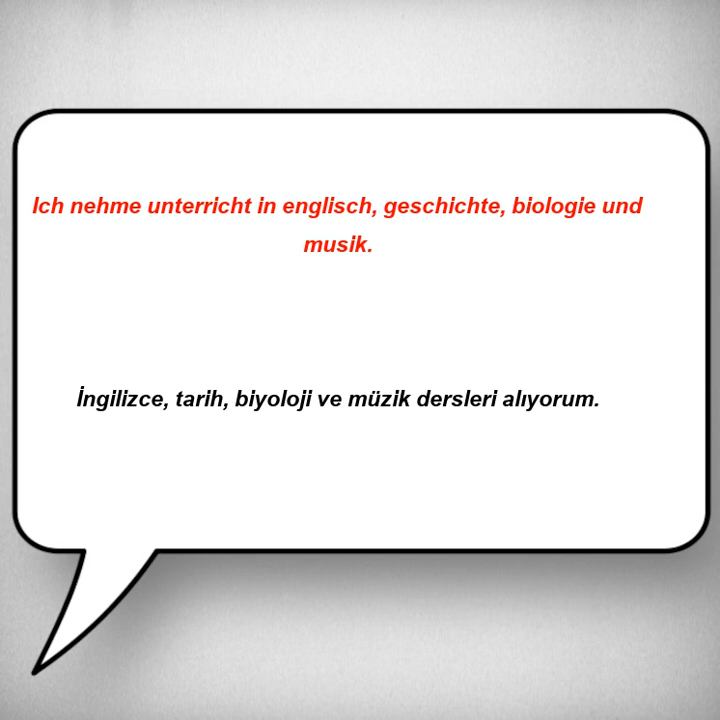 Ich nehme unterricht in englisch, geschichte, biologie und
musik.
İngilizce, tarih, biyoloji ve müzik dersleri alıyorum.